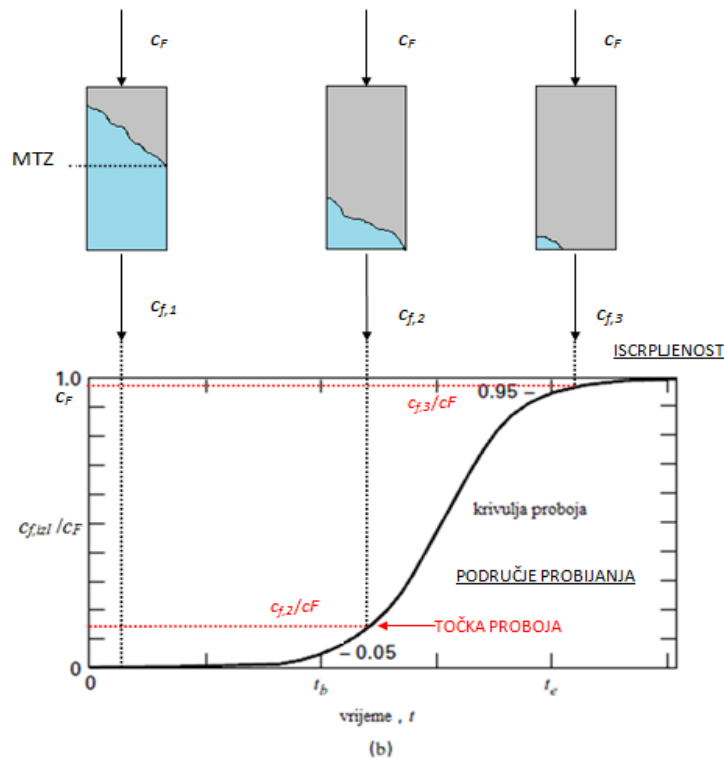 c_F c_F c_F
MTZ
c_f,1 c_f,2 c_f,3
ISCRPLJENOST
1.0
c_F
c_f,3/cF 0.95 –
c_f,izl /c_F
krivulja proboja
PODRUČJE PROBIJANJA
c_f,2/cF
TOČKA PROBOJA
– 0.05
0
0 t_b t_e
vrijeme , t
(b)